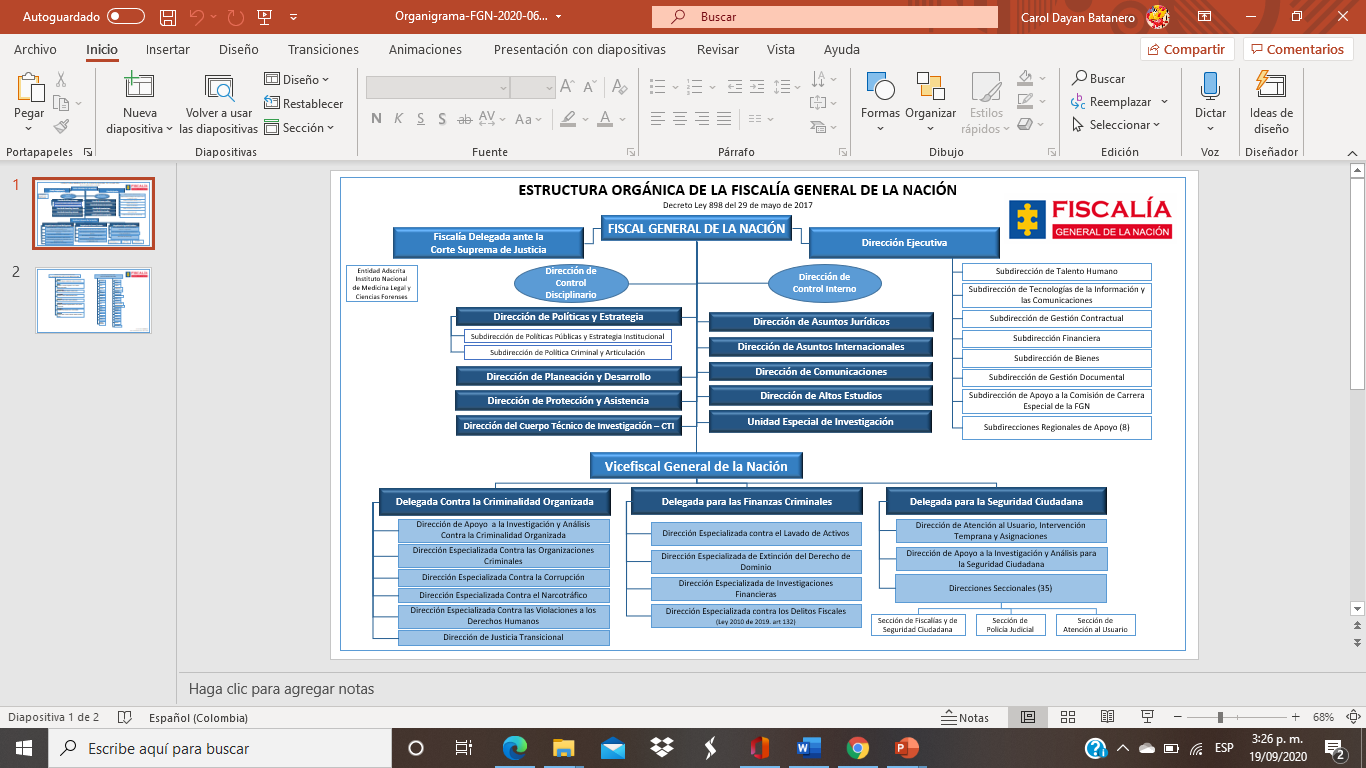 Autoguardado
Organigrama-FGN-2020-06...
Buscar
Carol Dayan Batanero
Archivo Inicio Insertar Diseño Transiciones Animaciones Presentación con diapositivas Revisar Vista Ayuda
Compartir
Comentarios
Pegar
Nueva
diapositiva
Volver a usar
las diapositivas
Diseño
Restablecer
Sección
N K S S ab AV Aa A
Formas
Organizar
Estilos
rápidos
Buscar
Reemplazar
Seleccionar
Dictar
Ideas de
diseño
Portapapeles
Diapositivas
Fuente
Párrafo
Dibujo
Edición
Voz
Diseñador
1
2
ESTRUCTURA ORGÁNICA DE LA FISCALÍA GENERAL DE LA NACIÓN
Decreto Ley 898 del 29 de mayo de 2017
FISCALÍA
GENERAL DE LA NACIÓN
FISCAL GENERAL DE LA NACIÓN
Fiscalía Delegada ante la
Corte Suprema de Justicia
Dirección Ejecutiva
Entidad Adscrita
Instituto Nacional
de Medicina Legal y
Ciencias Forenses
Dirección de
Control
Disciplinario
Dirección de
Control Interno
Subdirección de Talento Humano
Subdirección de Tecnologías de la Información y
las Comunicaciones
Subdirección de Gestión Contractual
Subdirección Financiera
Subdirección de Bienes
Subdirección de Gestión Documental
Subdirección de Apoyo a la Comisión de Carrera
Especial de la FGN
Subdirecciones Regionales de Apoyo (8)
Dirección de Políticas y Estrategia
Subdirección de Políticas Públicas y Estrategia Institucional
Subdirección de Política Criminal y Articulación
Dirección de Planeación y Desarrollo
Dirección de Protección y Asistencia
Dirección del Cuerpo Técnico de Investigación – CTI
Dirección de Asuntos Jurídicos
Dirección de Asuntos Internacionales
Dirección de Comunicaciones
Dirección de Altos Estudios
Unidad Especial de Investigación
Vicefiscal General de la Nación
Delegada Contra la Criminalidad Organizada
Dirección de Apoyo a la Investigación y Análisis
Contra la Criminalidad Organizada
Dirección Especializada Contra las Organizaciones
Criminales
Dirección Especializada Contra la Corrupción
Dirección Especializada Contra el Narcotráfico
Dirección Especializada Contra las Violaciones a los
Derechos Humanos
Dirección de Justicia Transicional
Delegada para las Finanzas Criminales
Dirección Especializada contra el Lavado de Activos
Dirección Especializada de Extinción del Derecho de
Dominio
Dirección Especializada de Investigaciones
Financieras
Dirección Especializada contra los Delitos Fiscales
(Ley 2010 de 2019. art 132)
Delegada para la Seguridad Ciudadana
Dirección de Atención al Usuario, Intervención
Temprana y Asignaciones
Dirección de Apoyo a la Investigación y Análisis para
la Seguridad Ciudadana
Direcciones Seccionales (35)
Sección de Fiscalías y de
Seguridad Ciudadana
Sección de
Policía Judicial
Sección de
Atención al Usuario
Haga clic para agregar notas
Diapositiva 1 de 2
Español (Colombia)
Notas
68%
Escribe aquí para buscar
ESP
3:26 p. m.
19/09/2020
2